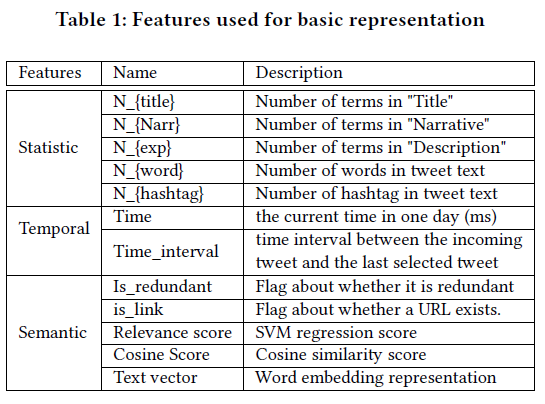 Table 1: Features used for basic representation
Features Name Description
Statistic
N_{title} Number of terms in "Title"
N_{Narr} Number of terms in "Narrative"
N_{exp} Number of terms in "Description"
N_{word} Number of words in tweet text
N_{hashtag} Number of hashtag in tweet text
Temporal
Time the current time in one day (ms)
Time_interval time interval between the incoming
tweet and the last selected tweet
Semantic
Is_redundant Flag about whether it is redundant
is_link Flag about whether a URL exists.
Relevance score SVM regression score
Cosine Score Cosine similarity score
Text vector Word embedding representation